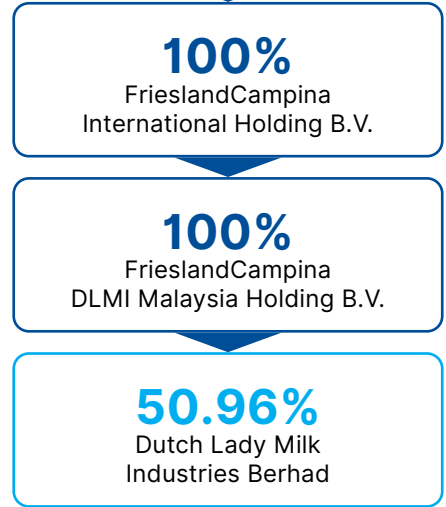 100%
FrieslandCampina
International Holding B.V.
100%
FrieslandCampina
DLMI Malaysia Holding B.V.
50.96%
Dutch Lady Milk
Industries Berhad